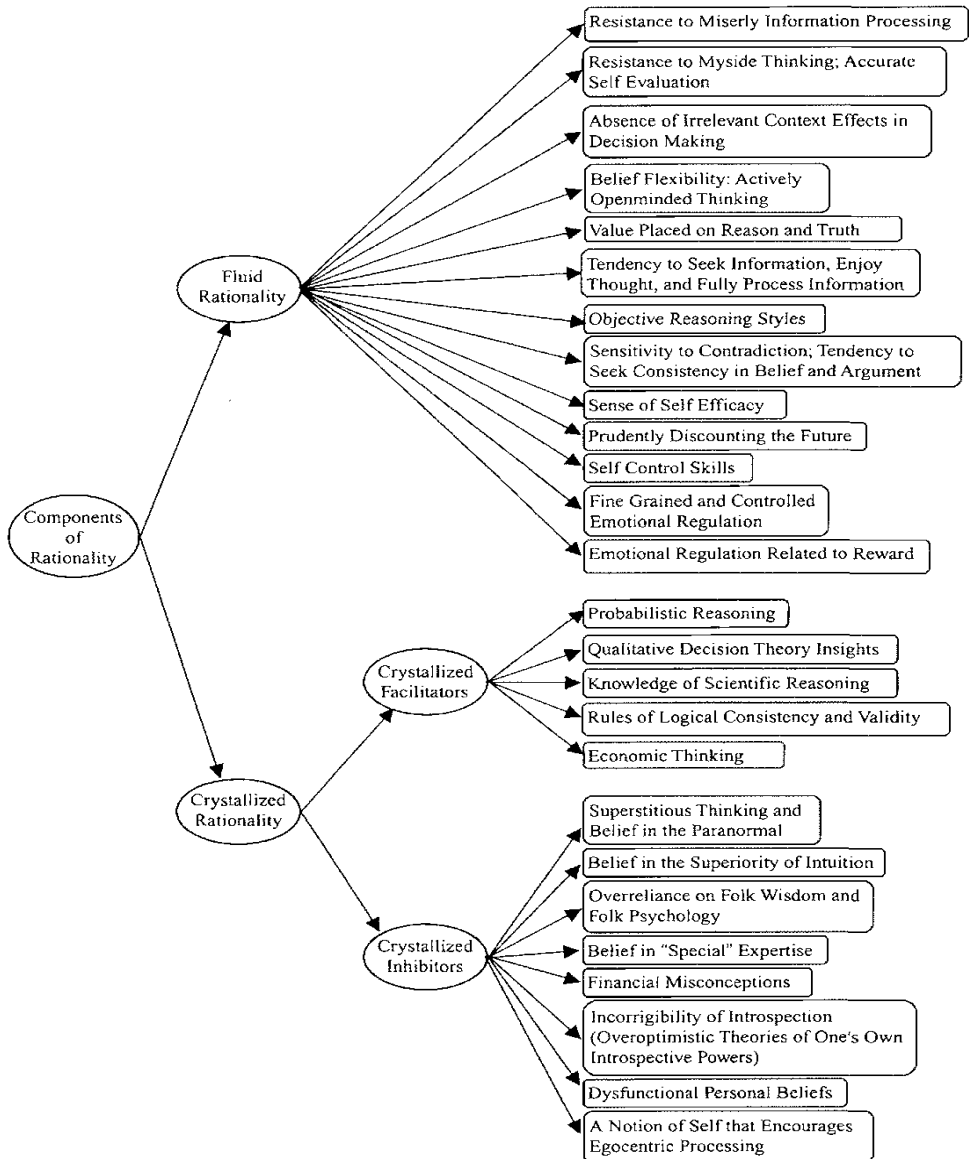 Resistance to Miserly Information Processing
Resistance to Myside Thinking; Accurate
Self Evaluation
Absence of Irrelevant Context Effects in
Decision Making
Belief Flexibility: Actively
Openminded Thinking
Value Placed on Reason and Truth
Fluid
Rationality
Tendency to Seek Information, Enjoy
Thought, and Fully Process Information
Objective Reasoning Styles
Sensitivity to Contradiction; Tendency to
Seek Consistency in Belief and Argument
Sense of Self Efficacy
Prudently Discounting the Future
Self Control Skills
Fine Grained and Controlled
Emotional Regulation
Emotional Regulation Related to Reward
Components
of
Rationality
Probabilistic Reasoning
Qualitative Decision Theory Insights
Crystallized
Facilitators
Knowledge of Scientific Reasoning
Rules of Logical Consistency and Validity
Economic Thinking
Crystallized
Rationality
Superstitious Thinking and
Belief in the Paranormal
Belief in the Superiority of Intuition
Overreliance on Folk Wisdom and
Folk Psychology
Crystallized
Inhibitors
Belief in “Special” Expertise
Financial Misconceptions
Incorrigibility of Introspection
(Overoptimistic Theories of One's Own
Introspective Powers)
Dysfunctional Personal Beliefs
A Notion of Self that Encourages
Egocentric Processing